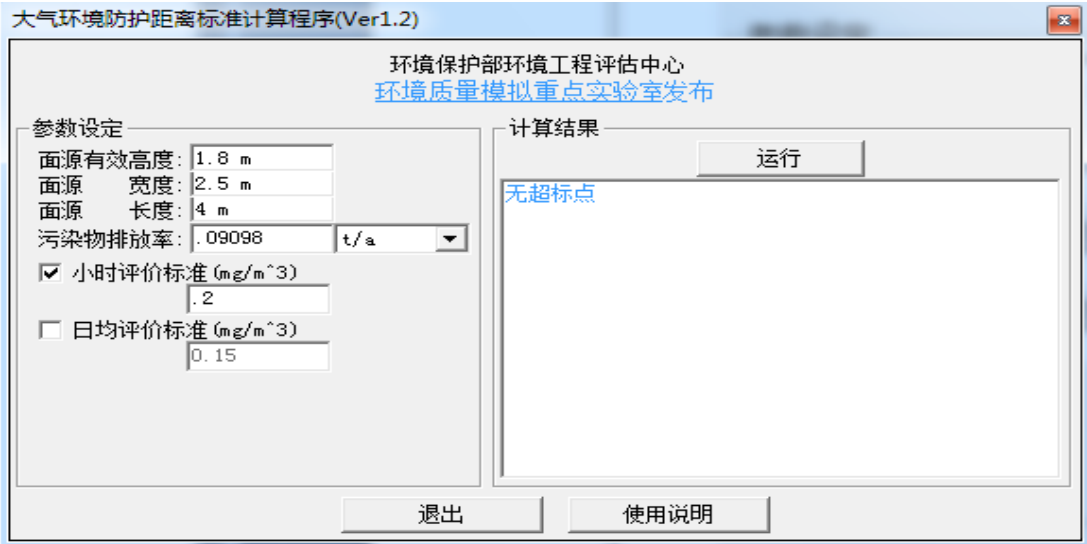 大气环境防护距离标准计算程序(Ver1.2)
环境保护部环境工程评估中心
环境质量模拟重点实验室发布
参数设定
面源有效高度: 1.8 m
面源 宽度: 2.5 m
面源 长度: 4 m
污染物排放率: .09098 t/a
小时评价标准(mg/m^3)
.2
日均评价标准(mg/m^3)
0.15
计算结果
运行
无超标点
退出 使用说明